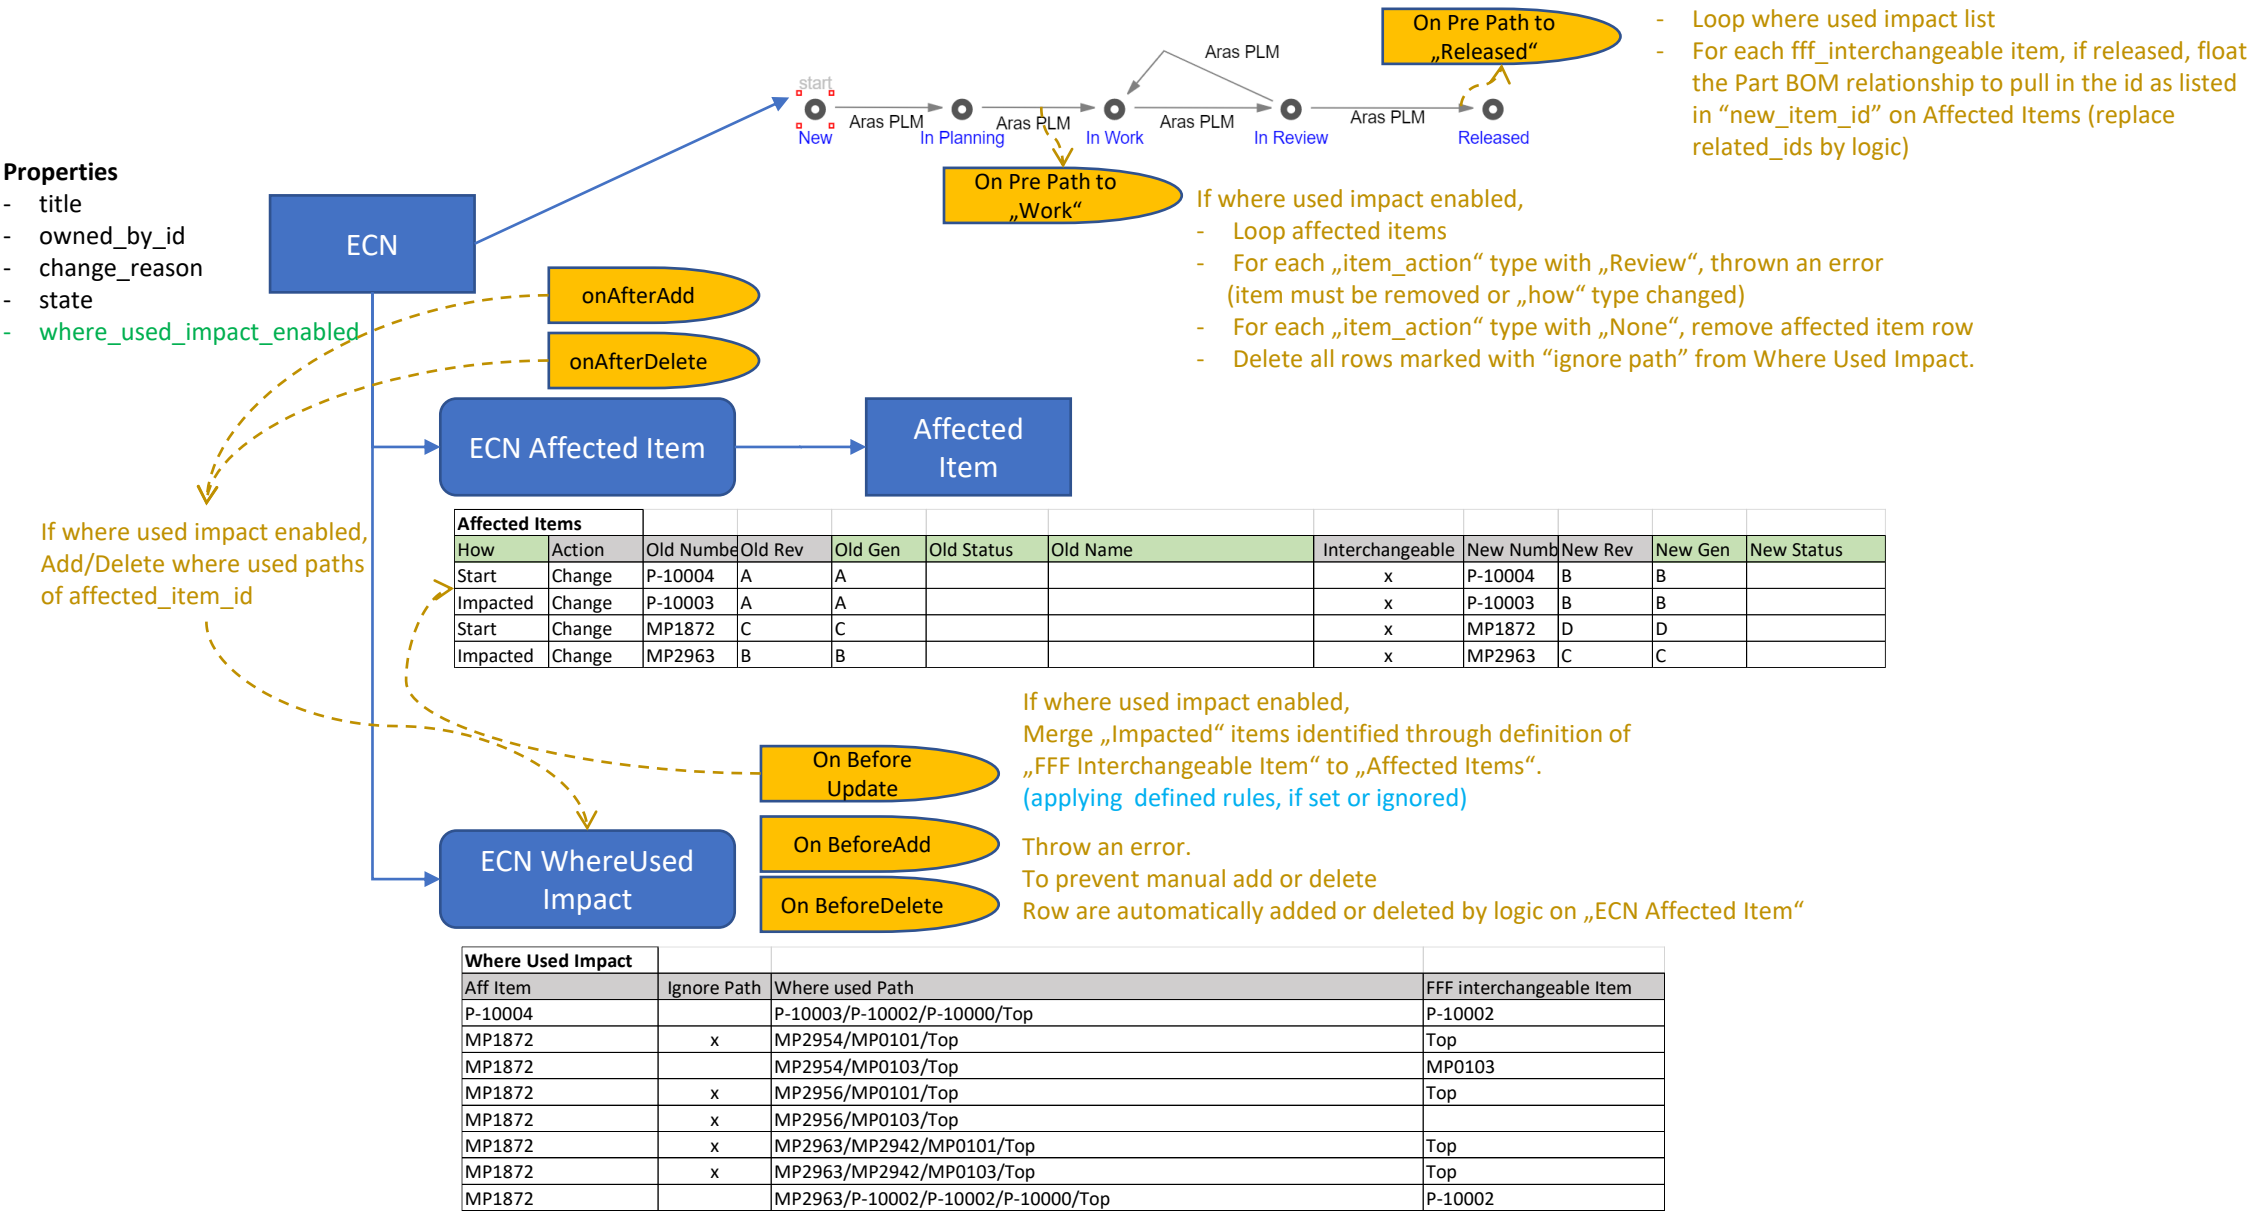 On Pre Path to
„Released“
- Loop where used impact list
- For each fff_interchangeable item, if released, float
the Part BOM relationship to pull in the id as listed
in “new_item_id” on Affected Items (replace
related_ids by logic)
start
Aras PLM
Aras PLM
Aras PLM
Aras PLM
Aras PLM
New
In Planning
In Work
In Review
Released
On Pre Path to
„Work“
If where used impact enabled,
- Loop affected items
- For each „item_action“ type with „Review“, thrown an error
(item must be removed or „how“ type changed)
- For each „item_action“ type with „None“, remove affected item row
- Delete all rows marked with “ignore path” from Where Used Impact.
Properties
- title
- owned_by_id
- change_reason
- state
- where_used_impact_enabled
ECN
onAfterAdd
onAfterDelete
ECN Affected Item
Affected
Item
If where used impact enabled,
Add/Delete where used paths
of affected_item_id
Affected Items
How Action Old Numbe Old Rev Old Gen Old Status Old Name Interchangeable New Numb New Rev New Gen New Status
Start Change P-10004 A A x P-10004 B B
Impacted Change P-10003 A A x P-10003 B B
Start Change MP1872 C C x MP1872 D D
Impacted Change MP2963 B B x MP2963 C C
On Before
Update
If where used impact enabled,
Merge „Impacted“ items identified through definition of
„FFF Interchangeable Item“ to „Affected Items“.
(applying defined rules, if set or ignored)
On BeforeAdd
On BeforeDelete
Throw an error.
To prevent manual add or delete
Row are automatically added or deleted by logic on „ECN Affected Item“
ECN WhereUsed
Impact
Where Used Impact
Aff Item Ignore Path Where used Path FFF interchangeable Item
P-10004 P-10003/P-10002/P-10000/Top P-10002
MP1872 x MP2954/MP0101/Top Top
MP1872 MP2954/MP0103/Top MP0103
MP1872 x MP2956/MP0101/Top Top
MP1872 x MP2956/MP0103/Top
MP1872 x MP2963/MP2942/MP0101/Top Top
MP1872 x MP2963/MP2942/MP0103/Top Top
MP1872 MP2963/P-10002/P-10002/P-10000/Top P-10002